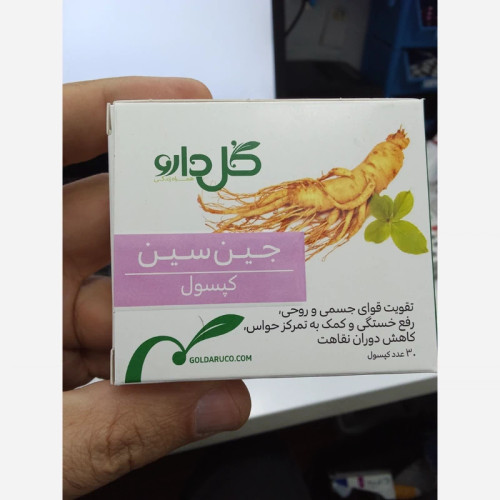 گل دارو
جین سین
کپسول
تقویت قوای جسمی و روحی،
رفع خستگی و کمک به تمرکز حواس،
کاهش دوران نقاهت
۳۰ عدد کپسول
GOLDARUCO.COM